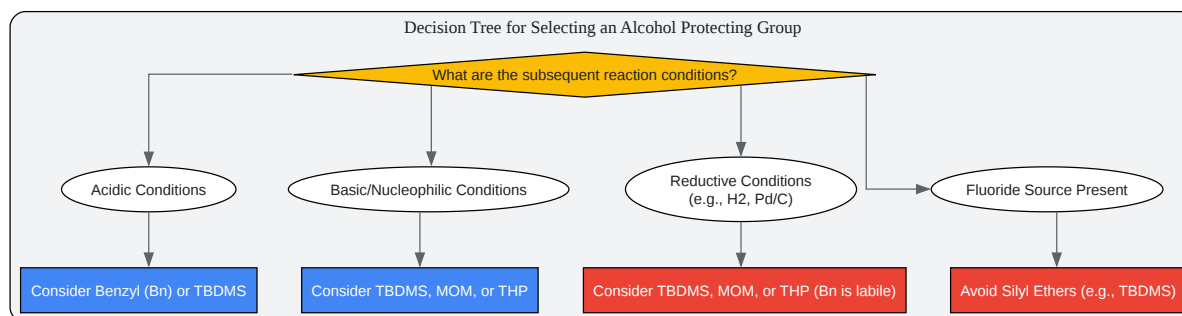 Decision Tree for Selecting an Alcohol Protecting Group
What are the subsequent reaction conditions?
Acidic Conditions
Basic/Nucleophilic Conditions
Reductive Conditions
(e.g., H2, Pd/C)
Fluoride Source Present
Consider Benzyl (Bn) or TBDMS
Consider TBDMS, MOM, or THP
Consider TBDMS, MOM, or THP (Bn is labile)
Avoid Silyl Ethers (e.g., TBDMS)